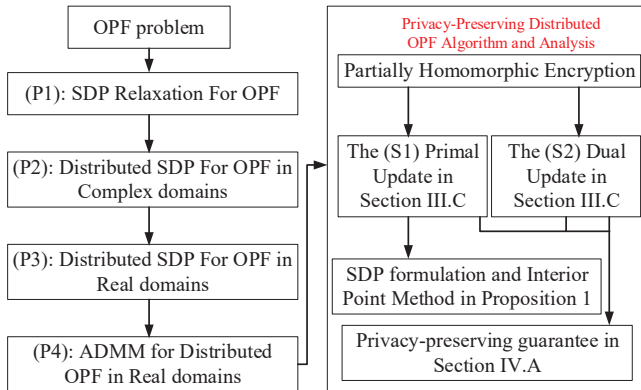 OPF problem
(P1): SDP Relaxation For OPF
(P2): Distributed SDP For OPF in
Complex domains
(P3): Distributed SDP For OPF in
Real domains
(P4): ADMM for Distributed
OPF in Real domains
Privacy-Preserving Distributed
OPF Algorithm and Analysis
Partially Homomorphic Encryption
The (S1) Primal
Update in
Section III.C
The (S2) Dual
Update in
Section III.C
SDP formulation and Interior
Point Method in Proposition 1
Privacy-preserving guarantee in
Section IV.A